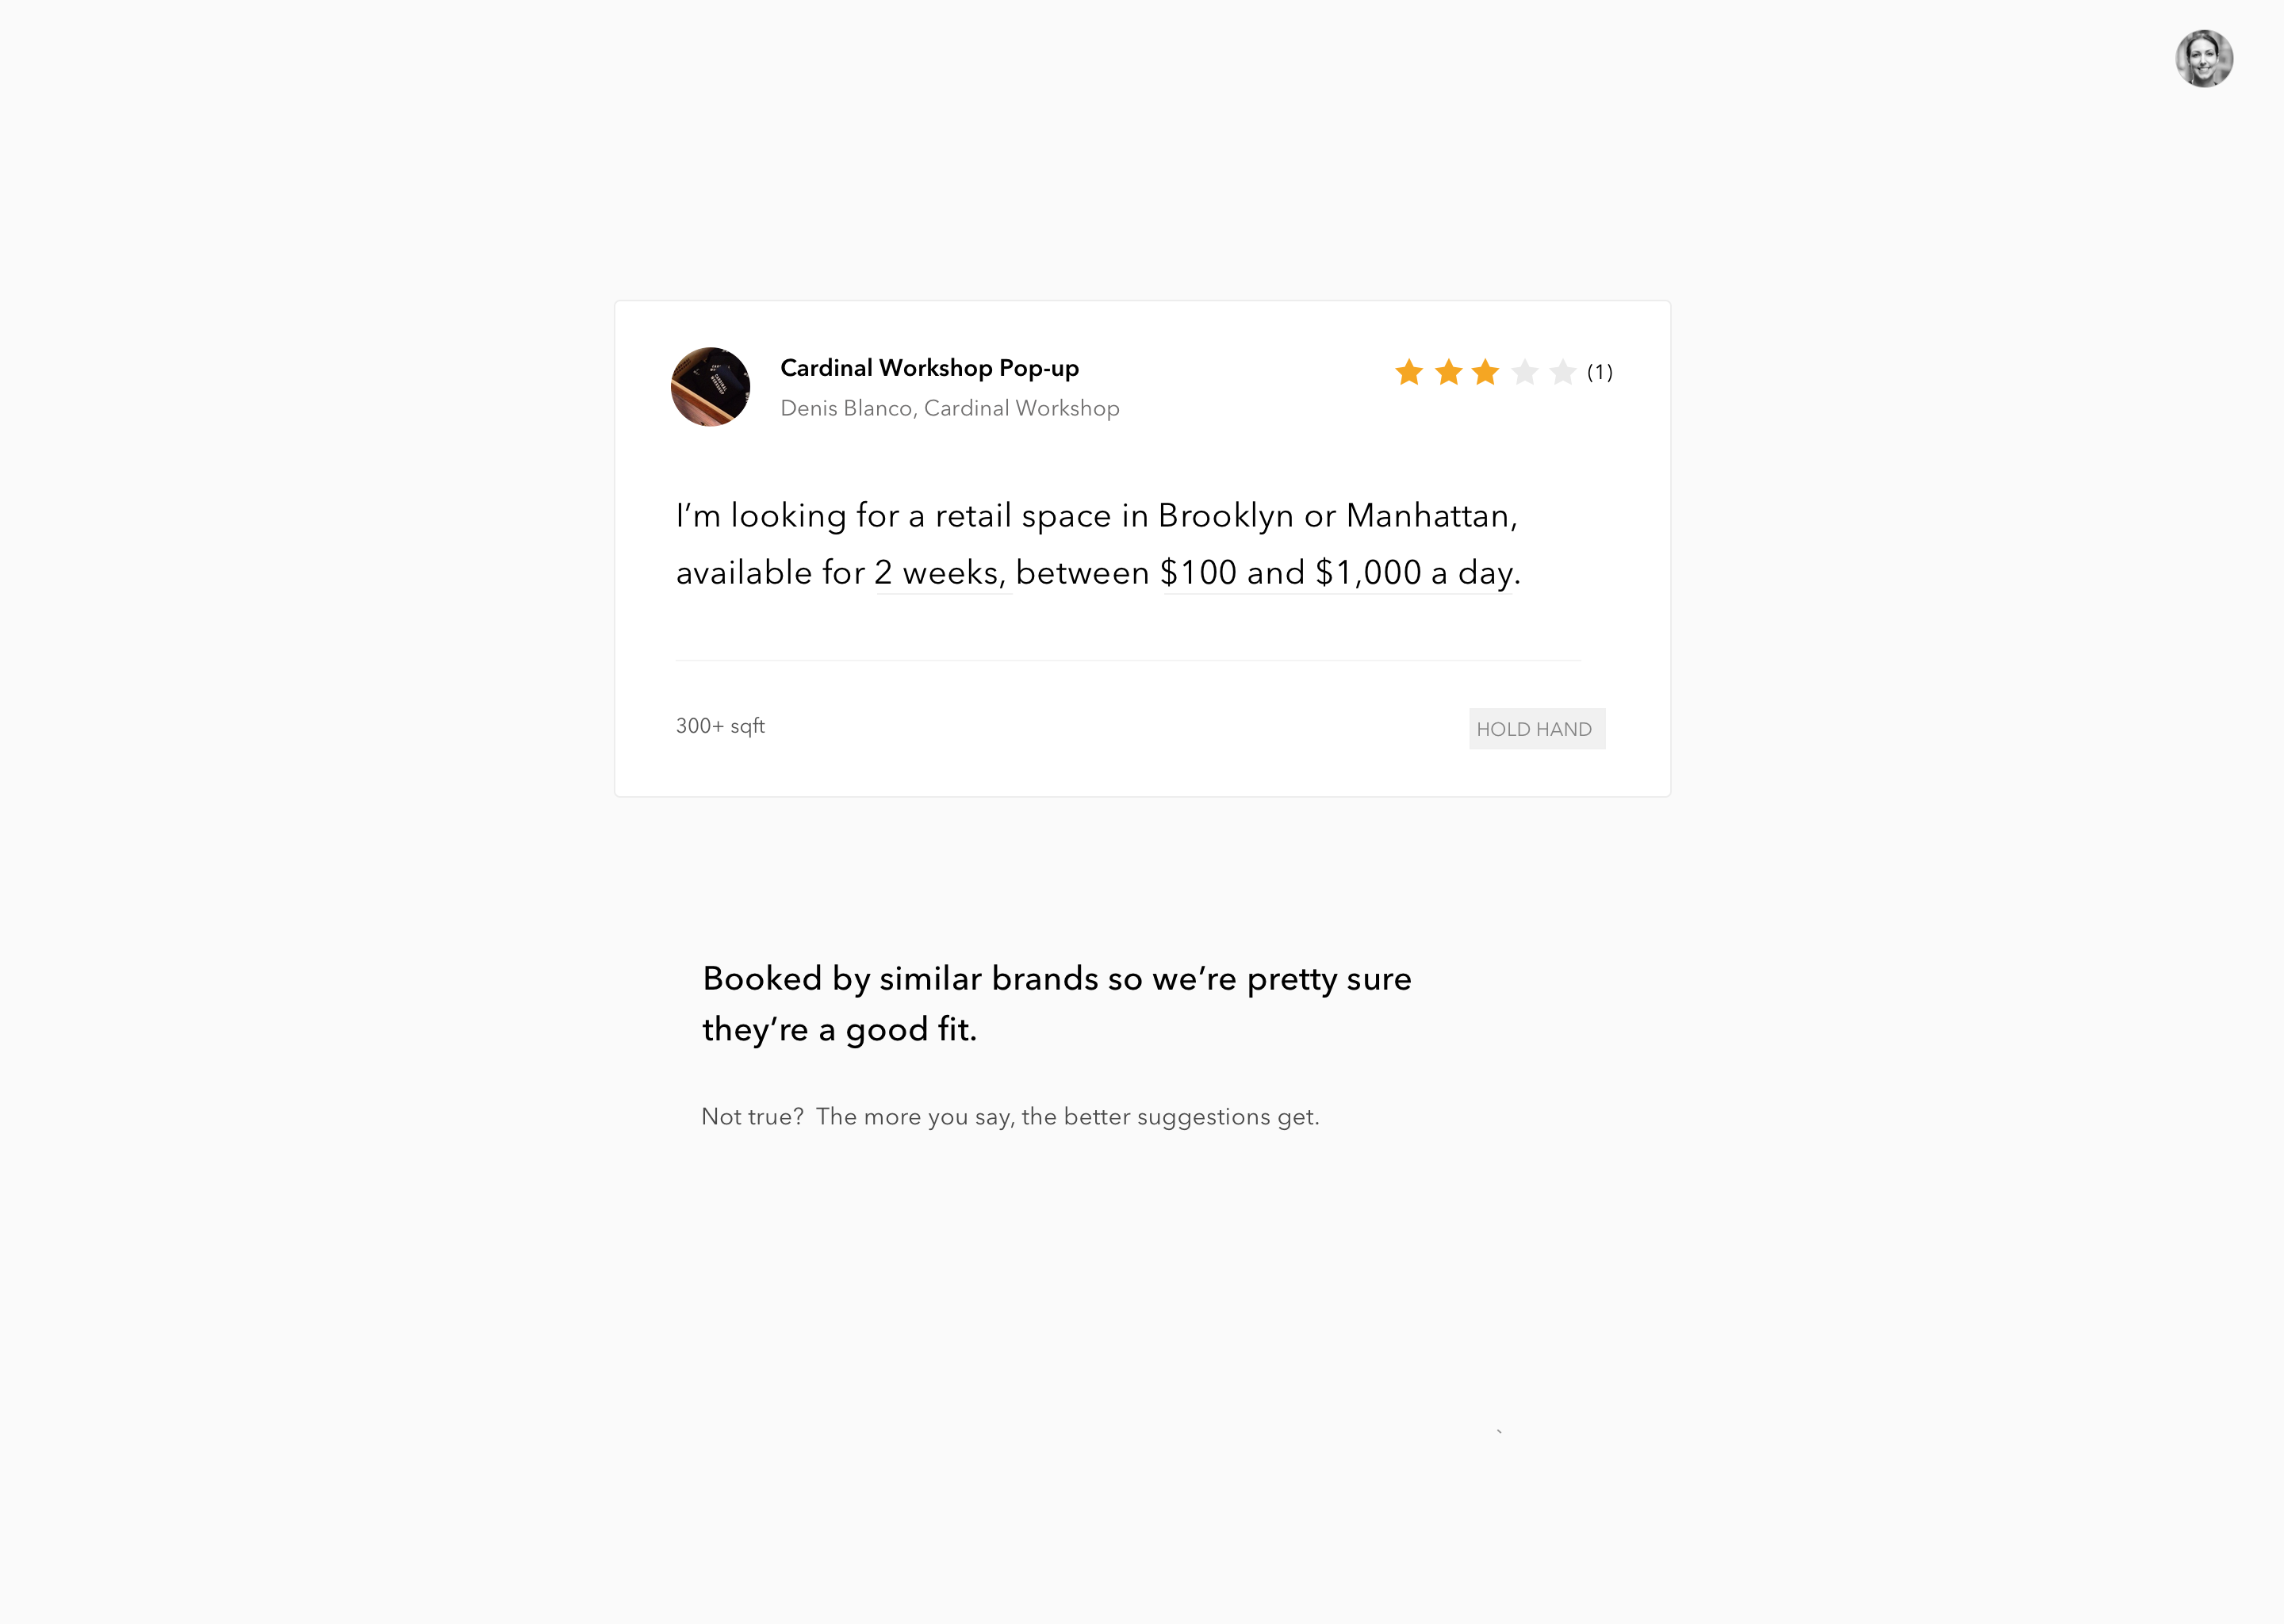 Cardinal Workshop Pop-up
(1)
Denis Blanco, Cardinal Workshop
I’m looking for a retail space in Brooklyn or Manhattan,
available for 2 weeks, between $100 and $1,000 a day.
300+ sqft
HOLD HAND
Booked by similar brands so we’re pretty sure
they’re a good fit.
Not true?  The more you say, the better suggestions get.